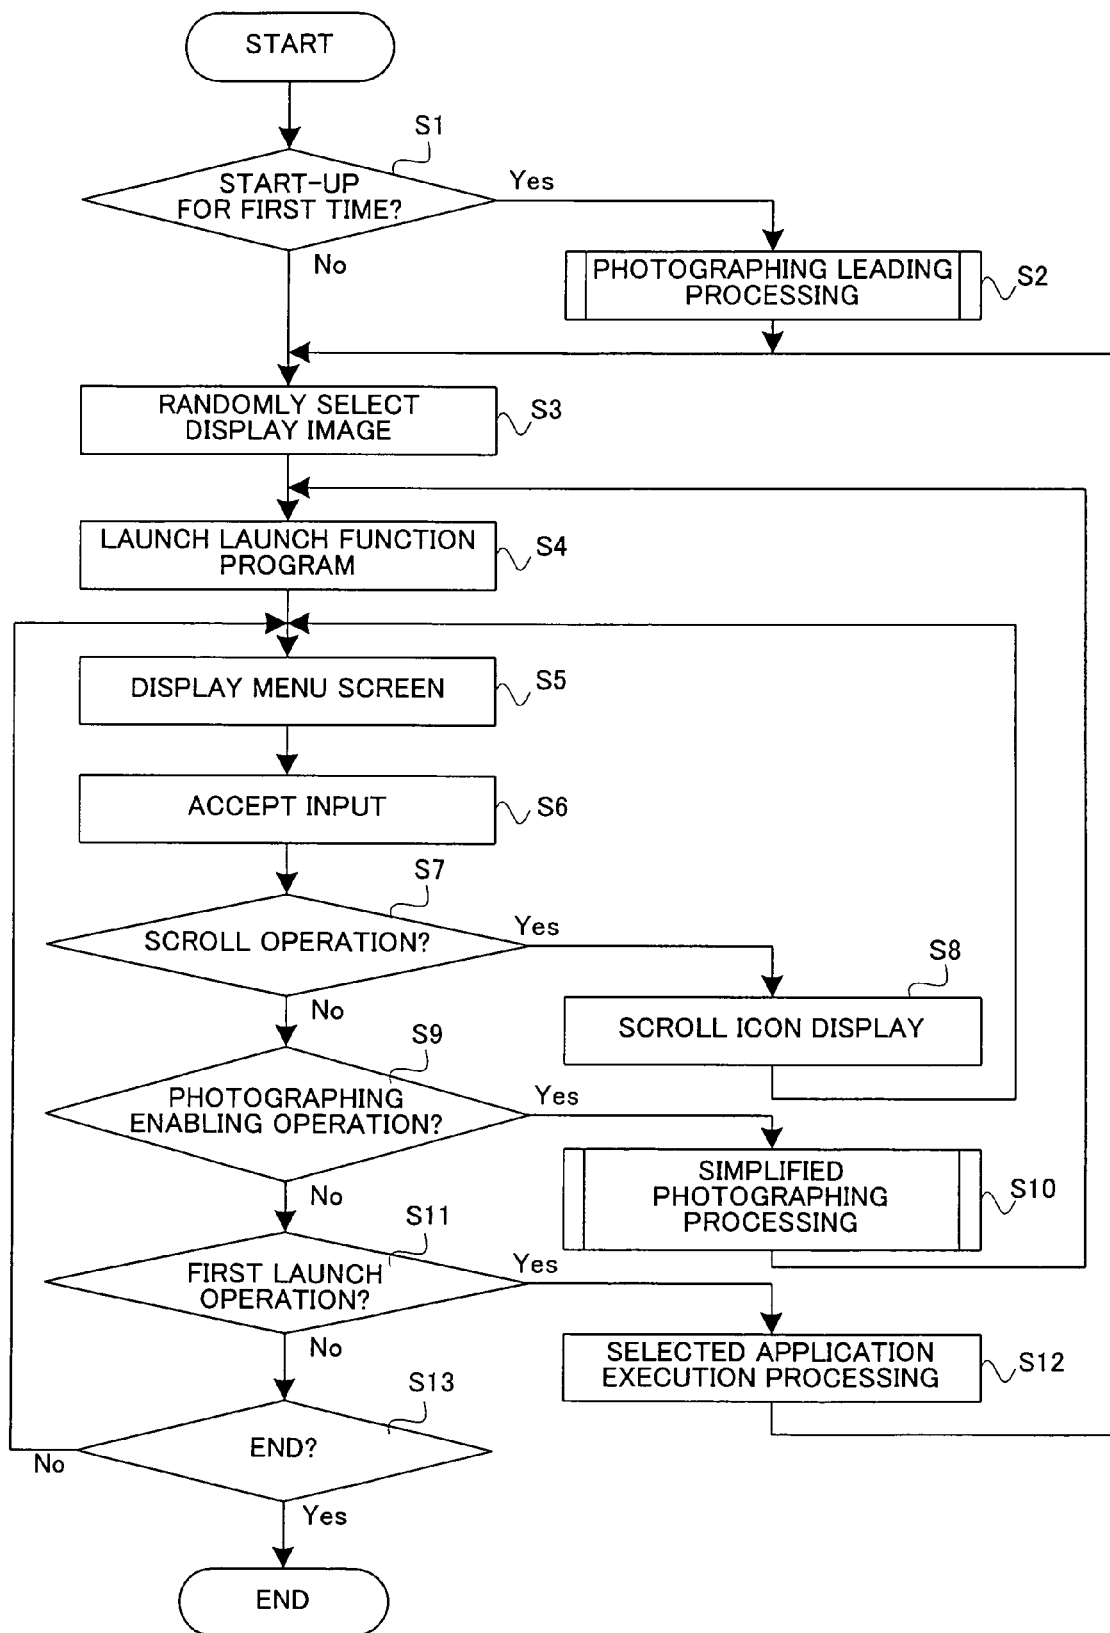 START
S1
START-UP
FOR FIRST TIME?
Yes
No
PHOTOGRAPHING LEADING
PROCESSING
S2
RANDOMLY SELECT
DISPLAY IMAGE
S3
LAUNCH LAUNCH FUNCTION
PROGRAM
S4
DISPLAY MENU SCREEN
S5
ACCEPT INPUT
S6
S7
SCROLL OPERATION?
Yes
No
S8
SCROLL ICON DISPLAY
S9
PHOTOGRAPHING
ENABLING OPERATION?
Yes
No
SIMPLIFIED
PHOTOGRAPHING
PROCESSING
S10
S11
FIRST LAUNCH
OPERATION?
Yes
No
SELECTED APPLICATION
EXECUTION PROCESSING
S12
S13
END?
No
Yes
END